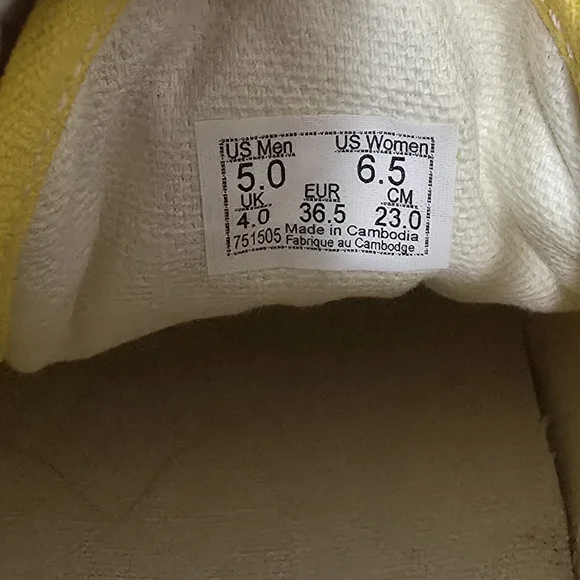 US Men US Women
5.0 6.5
UK EUR CM
4.0 36.5 23.0
751505 Made in Cambodia
Fabrique au Cambodge